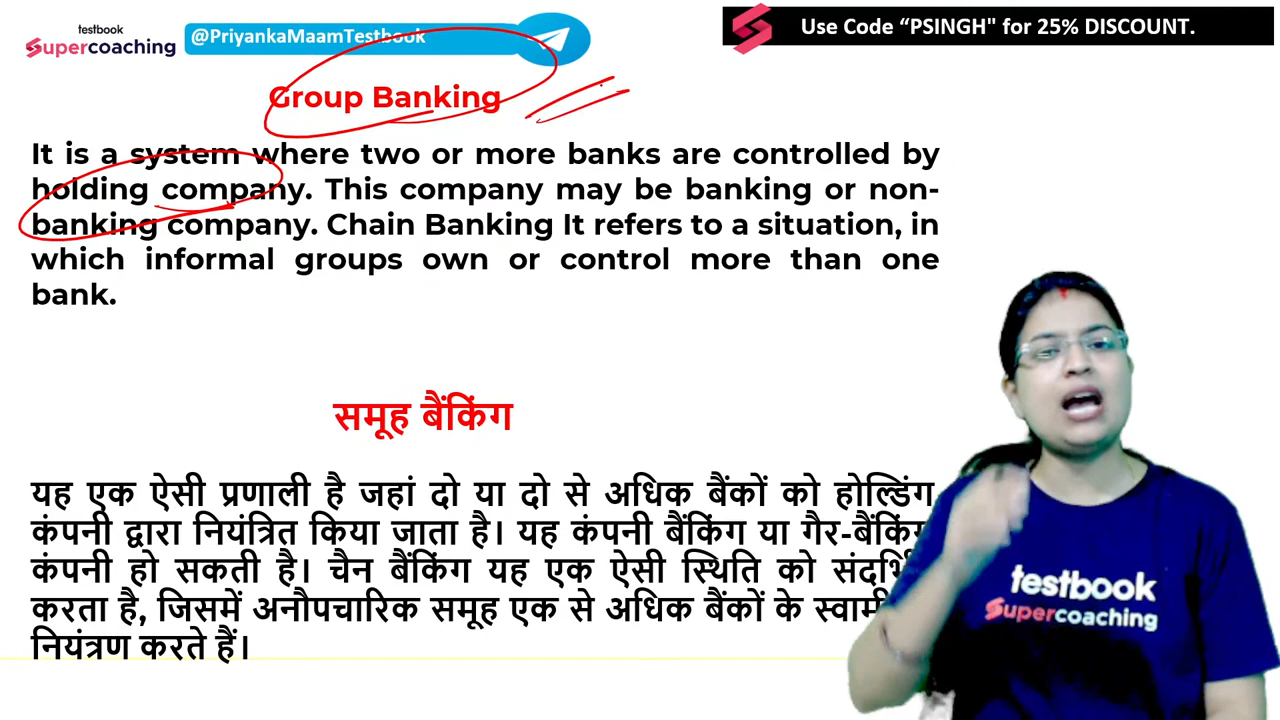 testbook
Supercoaching
@PriyankaMaamTestbook
Use Code “PSINGH" for 25% DISCOUNT.
Group Banking
It is a system where two or more banks are controlled by
holding company. This company may be banking or non-
banking company. Chain Banking It refers to a situation, in
which informal groups own or control more than one
bank.
समूह बैंकिंग
यह एक ऐसी प्रणाली है जहां दो या दो से अधिक बैंकों को होल्डिंग
कंपनी द्वारा नियंत्रित किया जाता है। यह कंपनी बैंकिंग या गैर-बैंकिंग
कंपनी हो सकती है। चैन बैंकिंग यह एक ऐसी स्थिति को
करता है, जिसमें अनौपचारिक समूह एक से अधिक बैंकों के
नियंत्रण करते हैं।
testbook
Supercoaching